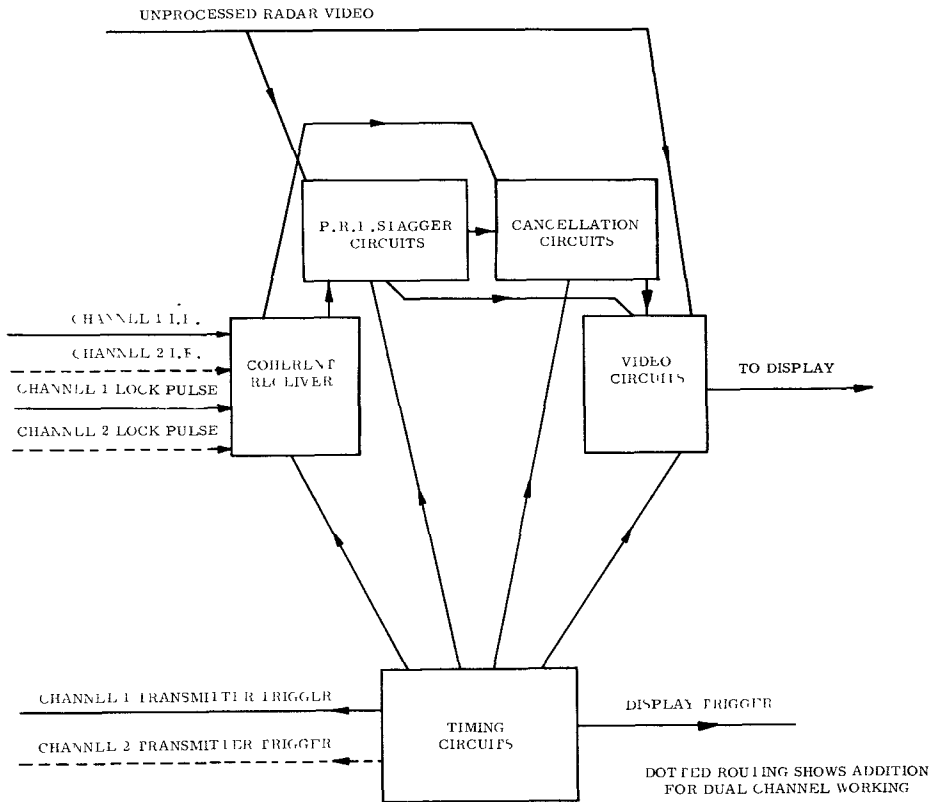 UNPROCESSED RADAR VIDEO
P.R.F. STAGGER
CIRCUITS
CANCELLATION
CIRCUITS
CHANNEL 1 I.F.
CHANNEL 2 I.F.
CHANNEL 1 LOCK PULSE
CHANNEL 2 LOCK PULSE
COHERENT
RECEIVER
VIDEO
CIRCUITS
TO DISPLAY
CHANNEL 1 TRANSMITTER TRIGGER
CHANNEL 2 TRANSMITTER TRIGGER
TIMING
CIRCUITS
DISPLAY TRIGGER
DOTTED ROUTING SHOWS ADDITION
FOR DUAL CHANNEL WORKING